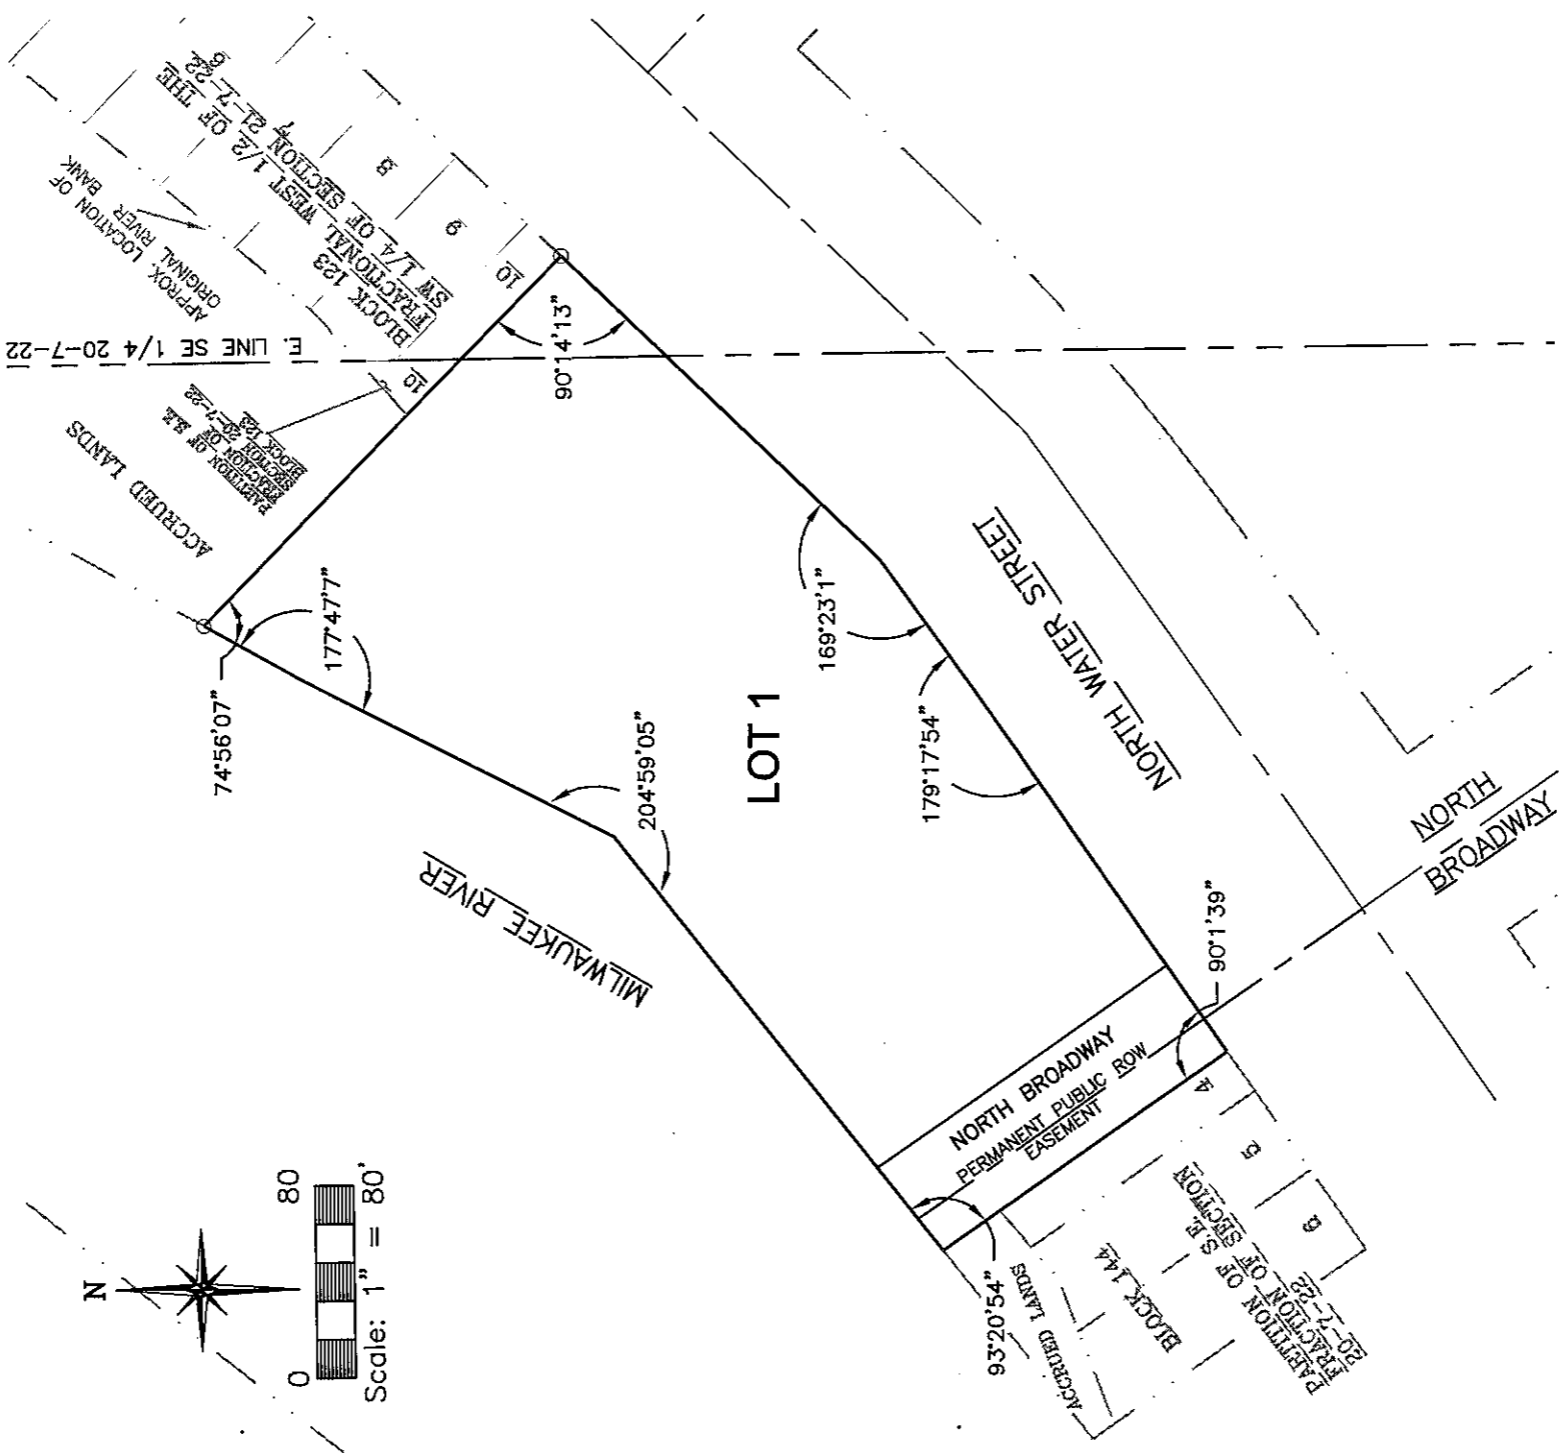 N
0
80
Scale: 1" = 80'
APPROX. LOCATION OF
ORIGINAL RIVER BANK
E. LINE SE 1/4 20-7-22
ACCRUED LANDS
PARTITION OF S.E.
FRACTION OF
SECTION 20-7-22
BLOCK 123
10
BLOCK 123
FRACTIONAL WEST 1/2 OF THE
SW 1/4 OF SECTION 21-7-22
6
7
8
9
10
90°14'13"
74°56'07"
177°47'7"
204°59'05"
169°23'1"
179°17'54"
LOT 1
MILWAUKEE RIVER
NORTH WATER STREET
NORTH
BROADWAY
90°1'39"
NORTH BROADWAY
PERMANENT PUBLIC ROW
EASEMENT
93°20'54"
ACCRUED LANDS
4
5
6
BLOCK 144
PARTITION OF S.E.
FRACTION OF SECTION
20-7-22